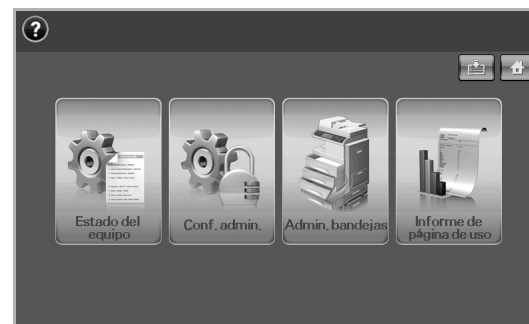 ?
Estado del
equipo
Conf. admin.
Admin. bandejas
Informe de
página de uso